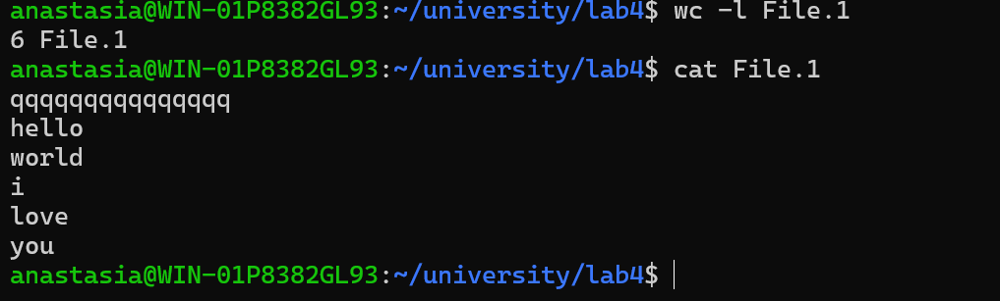 anastasia@WIN-01P8382GL93:~/university/lab4$ wc -l File.1
6 File.1
anastasia@WIN-01P8382GL93:~/university/lab4$ cat File.1
qqqqqqqqqqqqqqq
hello
world
i
love
you
anastasia@WIN-01P8382GL93:~/university/lab4$